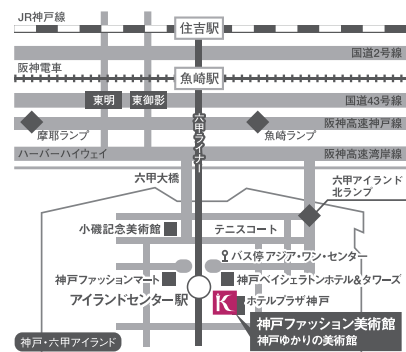 JR神戸線
住吉駅
国道2号線
阪神電車
魚崎駅
東明
東御影
国道43号線
六甲ライナー
摩耶ランプ
魚崎ランプ
阪神高速神戸線
ハーバーハイウェイ
阪神高速湾岸線
六甲大橋
六甲アイランド
北ランプ
小磯記念美術館
テニスコート
バス停 アジア・ワン・センター
神戸ファッションマート
神戸ベイシェラトンホテル&タワーズ
アイランドセンター駅
K
ホテルプラザ神戸
神戸ファッション美術館
神戸ゆかりの美術館
神戸・六甲アイランド